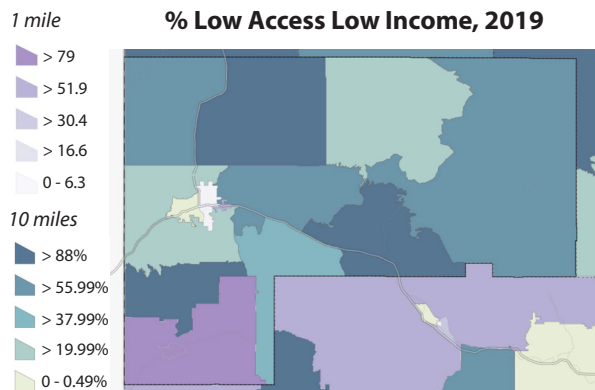 % Low Access Low Income, 2019
1 mile
> 79
> 51.9
> 30.4
> 16.6
0 - 6.3
10 miles
> 88%
> 55.99%
> 37.99%
> 19.99%
0 - 0.49%